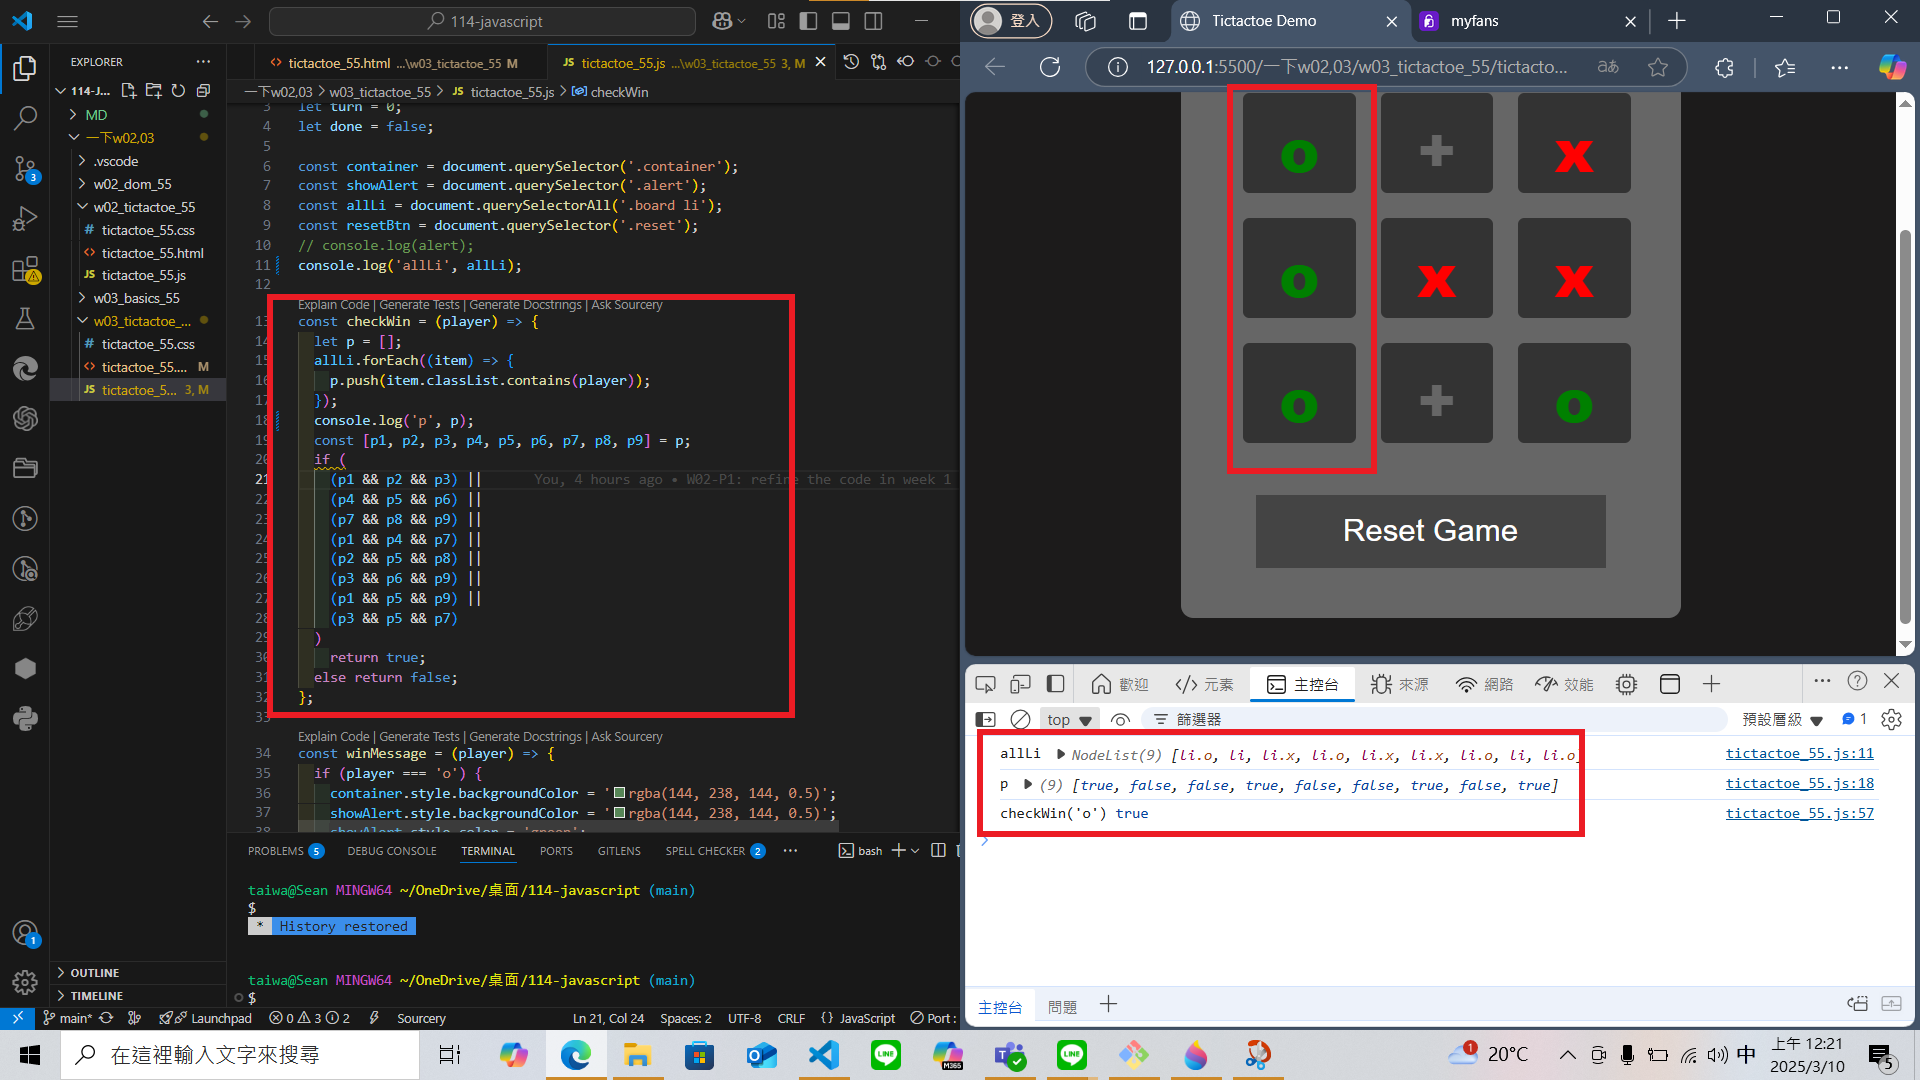 114-javascript
EXPLORER
114-J...
MD
一下w02,03
.vscode
w02_dom_55
w02_tictactoe_55
tictactoe_55.css
tictactoe_55.html
tictactoe_55.js
w03_basics_55
w03_tictactoe_...
tictactoe_55.css
tictactoe_55.... M
tictactoe_5... 3, M
OUTLINE
TIMELINE
tictactoe_55.html ...\w03_tictactoe_55 M
tictactoe_55.js ...\w03_tictactoe_55 3, M
一下w02,03 > w03_tictactoe_55 > JS tictactoe_55.js > checkWin
3 let turn = 0;
4 let done = false;
5
6 const container = document.querySelector('.container');
7 const showAlert = document.querySelector('.alert');
8 const allLi = document.querySelectorAll('.board li');
9 const resetBtn = document.querySelector('.reset');
10 // console.log(alert);
11 console.log('allLi', allLi);
12
Explain Code | Generate Tests | Generate Docstrings | Ask Sourcery
13 const checkWin = (player) => {
14 let p = [];
15 allLi.forEach((item) => {
16 p.push(item.classList.contains(player));
17 });
18 console.log('p', p);
19 const [p1, p2, p3, p4, p5, p6, p7, p8, p9] = p;
20 if (
21 (p1 && p2 && p3) || You, 4 hours ago • W02-P1: refine the code in week 1
22 (p4 && p5 && p6) ||
23 (p7 && p8 && p9) ||
24 (p1 && p4 && p7) ||
25 (p2 && p5 && p8) ||
26 (p3 && p6 && p9) ||
27 (p1 && p5 && p9) ||
28 (p3 && p5 && p7)
29 )
30 return true;
31 else return false;
32 };
33
Explain Code | Generate Tests | Generate Docstrings | Ask Sourcery
34 const winMessage = (player) => {
35 if (player === 'o') {
36 container.style.backgroundColor = 'rgba(144, 238, 144, 0.5)';
37 showAlert.style.backgroundColor = 'rgba(144, 238, 144, 0.5)';
38 showAlert.style.color = 'green';
PROBLEMS 5 DEBUG CONSOLE TERMINAL PORTS GITLENS SPELL CHECKER 2 ... bash
taiwa@Sean MINGW64 ~/OneDrive/桌面/114-javascript (main)
$
* History restored
taiwa@Sean MINGW64 ~/OneDrive/桌面/114-javascript (main)
$
main* Launchpad 0 3 2 Sourcery Ln 21, Col 24 Spaces: 2 UTF-8 CRLF {} JavaScript Port :
登入
Tictactoe Demo
myfans
127.0.0.1:5500/一下w02,03/w03_tictactoe_55/tictacto...
o + x
o x x
o + o
Reset Game
歡迎 元素 主控台 來源 網路 效能
top 篩選器 預設層級 1
allLi NodeList(9) [li.o, li, li.x, li.o, li.x, li.x, li.o, li, li.o] tictactoe_55.js:11
p (9) [true, false, false, true, false, false, true, false, true] tictactoe_55.js:18
checkWin('o') true tictactoe_55.js:57
主控台 問題
在這裡輸入文字來搜尋
20°C
中
上午 12:21
2025/3/10
5